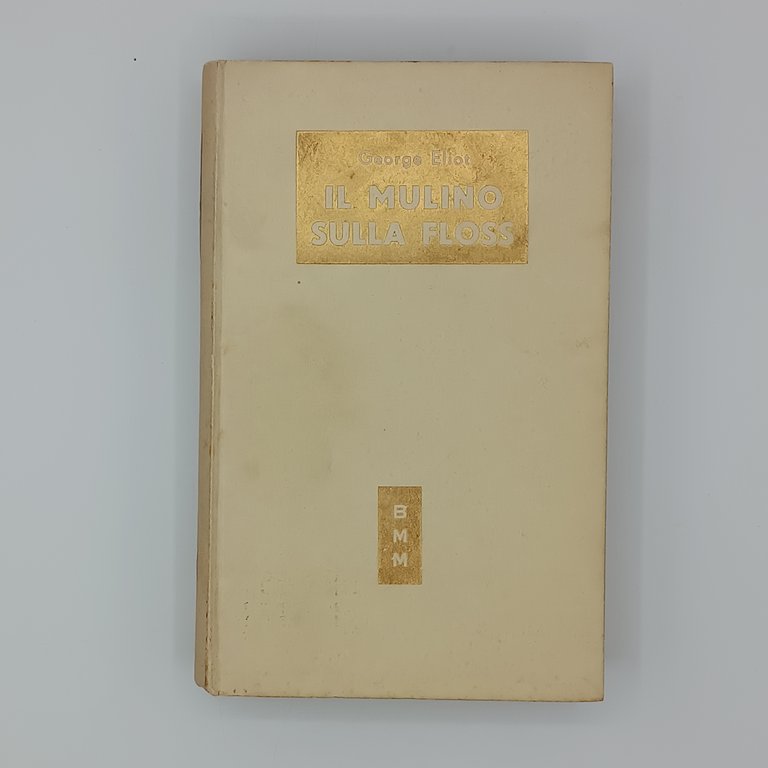 George Eliot
IL MULINO
SULLA FLOSS
B
M
M